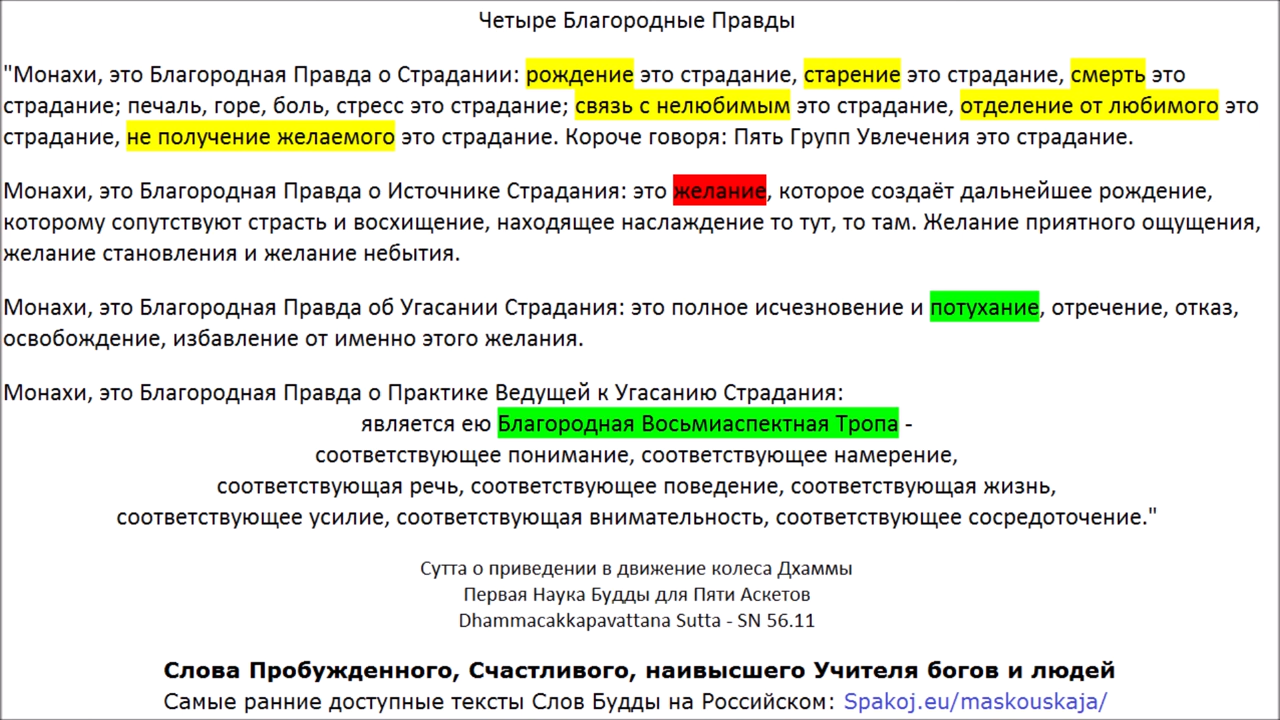 Четыре Благородные Правды
"Монахи, это Благородная Правда о Страдании: рождение это страдание, старение это страдание, смерть это
страдание; печаль, горе, боль, стресс это страдание; связь с нелюбимым это страдание, отделение от любимого это
страдание, не получение желаемого это страдание. Короче говоря: Пять Групп Увлечения это страдание.
Монахи, это Благородная Правда о Источнике Страдания: это желание, которое создаёт дальнейшее рождение,
которому сопутствуют страсть и восхищение, находящее наслаждение то тут, то там. Желание приятного ощущения,
желание становления и желание небытия.
Монахи, это Благородная Правда об Угасании Страдания: это полное исчезновение и потухание, отречение, отказ,
освобождение, избавление от именно этого желания.
Монахи, это Благородная Правда о Практике Ведущей к Угасанию Страдания:
является ею Благородная Восьмиаспектная Тропа -
соответствующее понимание, соответствующее намерение,
соответствующая речь, соответствующее поведение, соответствующая жизнь,
соответствующее усилие, соответствующая внимательность, соответствующее сосредоточение."
Сутта о приведении в движение колеса Дхаммы
Первая Наука Будды для Пяти Аскетов
Dhammacakkapavattana Sutta - SN 56.11
Слова Пробужденного, Счастливого, наивысшего Учителя богов и людей
Самые ранние доступные тексты Слов Будды на Российском: Spakoj.eu/maskouskaja/